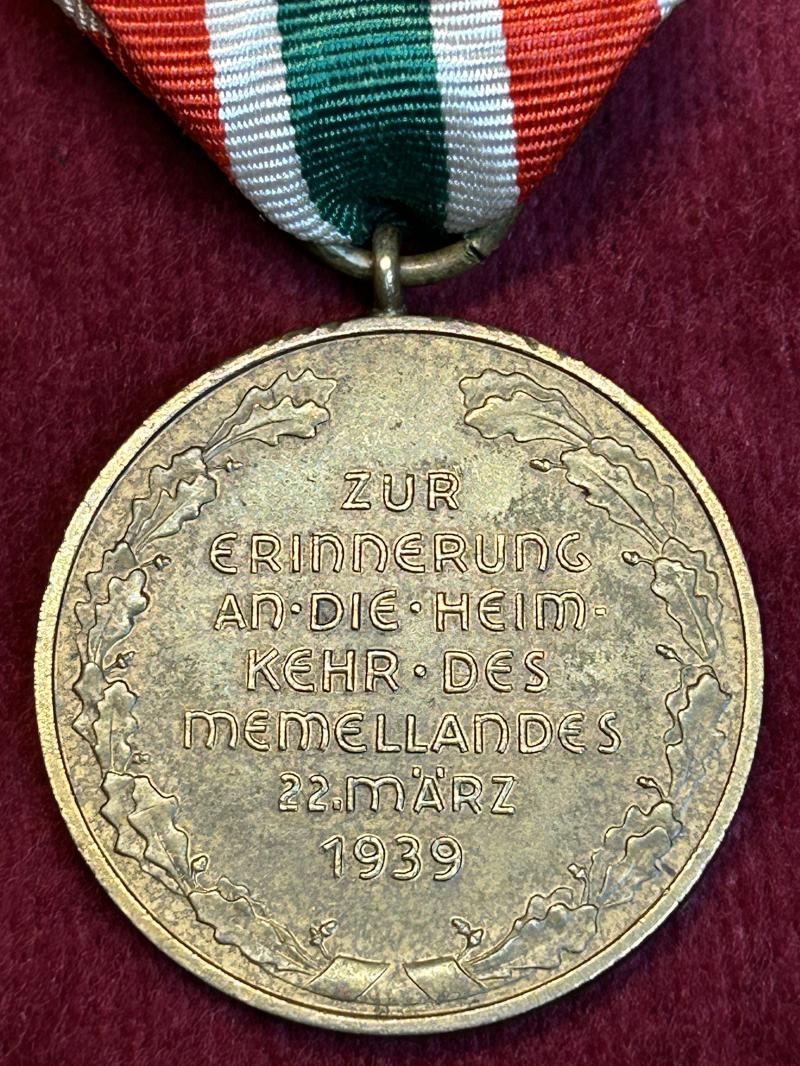 ZUR
ERINNERUNG
AN·DIE·HEIM-
KEHR·DES
MEMELLANDES
22.MÄRZ
1939